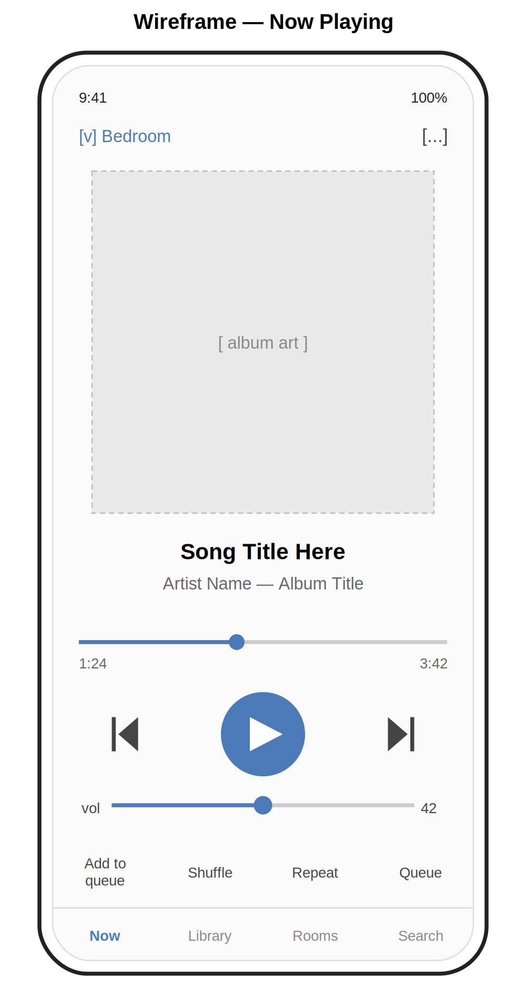 Wireframe — Now Playing
9:41 100%
[v] Bedroom [...]
[ album art ]
Song Title Here
Artist Name — Album Title
1:24 3:42
vol 42
Add to
queue
Shuffle
Repeat
Queue
Now
Library
Rooms
Search